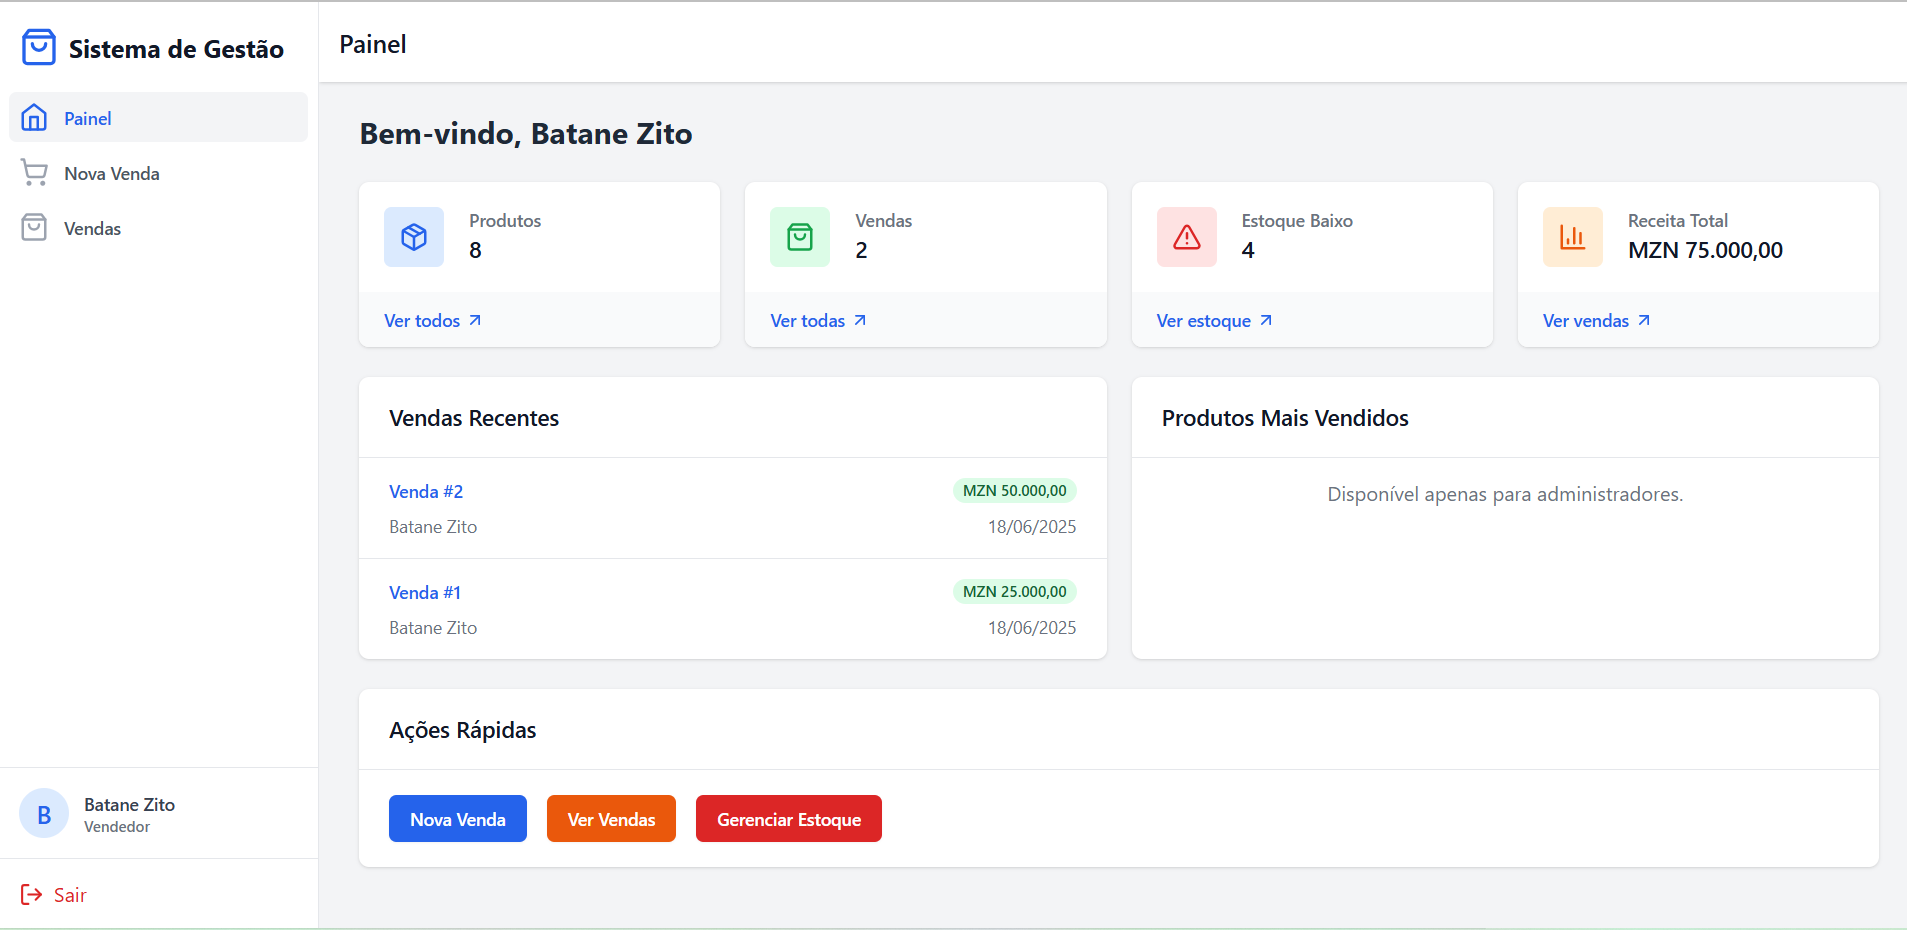 Sistema de Gestão
Painel
Nova Venda
Vendas
B
Batane Zito
Vendedor
Sair
Painel
Bem-vindo, Batane Zito
Produtos
8
Ver todos
Vendas
2
Ver todas
Estoque Baixo
4
Ver estoque
Receita Total
MZN 75.000,00
Ver vendas
Vendas Recentes
Venda #2
MZN 50.000,00
Batane Zito
18/06/2025
Venda #1
MZN 25.000,00
Batane Zito
18/06/2025
Produtos Mais Vendidos
Disponível apenas para administradores.
Ações Rápidas
Nova Venda
Ver Vendas
Gerenciar Estoque